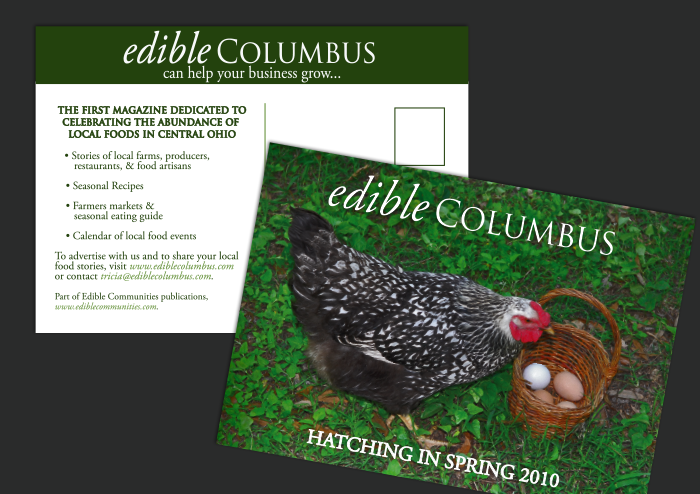 edible COLUMBUS
can help your business grow...
THE FIRST MAGAZINE DEDICATED TO
CELEBRATING THE ABUNDANCE OF
LOCAL FOODS IN CENTRAL OHIO
• Stories of local farms, producers,
restaurants, & food artisans
• Seasonal Recipes
• Farmers markets &
seasonal eating guide
• Calendar of local food events
To advertise with us and to share your local
food stories, visit www.ediblecolumbus.com
or contact tricia@ediblecolumbus.com.
Part of Edible Communities publications,
www.ediblecommunities.com.
edible COLUMBUS
HATCHING IN SPRING 2010